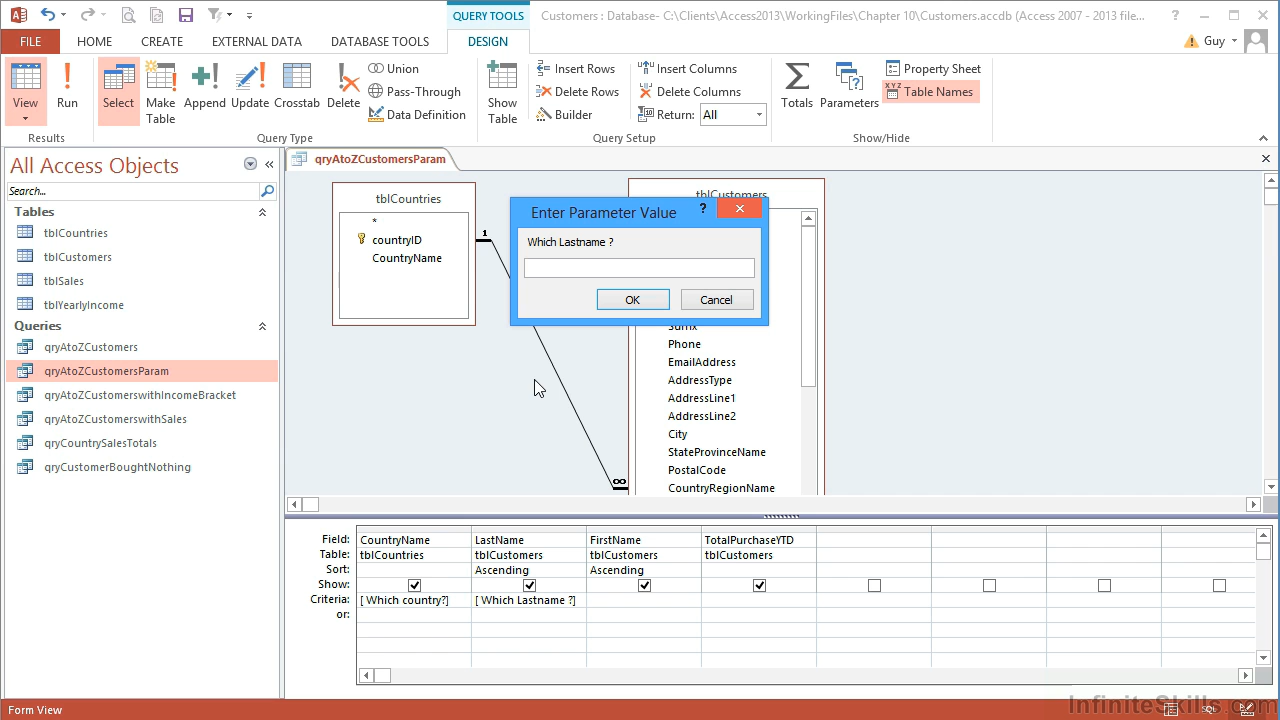 QUERY TOOLS
Customers : Database- C:\Clients\Access2013\WorkingFiles\Chapter 10\Customers.accdb (Access 2007 - 2013 file...
?
FILE
HOME
CREATE
EXTERNAL DATA
DATABASE TOOLS
DESIGN
Guy
View
Run
Select
Make Table
Append
Update
Crosstab
Delete
Union
Pass-Through
Data Definition
Show Table
Insert Rows
Delete Rows
Builder
Insert Columns
Delete Columns
Return: All
Totals
Parameters
Property Sheet
Table Names
Results
Query Type
Query Setup
Show/Hide
All Access Objects
Search...
Tables
tblCountries
tblCustomers
tblSales
tblYearlyIncome
Queries
qryAtoZCustomers
qryAtoZCustomersParam
qryAtoZCustomerswithIncomeBracket
qryAtoZCustomerswithSales
qryCountrySalesTotals
qryCustomerBoughtNothing
qryAtoZCustomersParam
tblCountries
*
countryID
CountryName
1
∞
tblCustomers
Enter Parameter Value
?
Which Lastname ?
OK
Cancel
Suffix
Phone
EmailAddress
AddressType
AddressLine1
AddressLine2
City
StateProvinceName
PostalCode
CountryRegionName
Field: CountryName LastName FirstName TotalPurchaseYTD
Table: tblCountries tblCustomers tblCustomers tblCustomers
Sort: Ascending Ascending
Show:
Criteria: [ Which country?] [ Which Lastname ?]
or:
Form View
InfiniteSkills.com
SQL